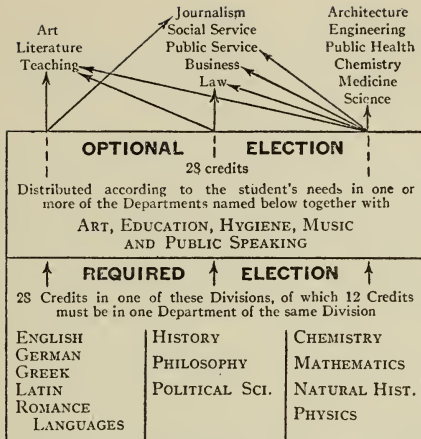 Art
Literature
Teaching
Journalism
Social Service
Public Service
Business
Law
Architecture
Engineering
Public Health
Chemistry
Medicine
Science
OPTIONAL ELECTION
28 credits
Distributed according to the student's needs in one or
more of the Departments named below together with
ART, EDUCATION, HYGIENE, MUSIC
AND PUBLIC SPEAKING
REQUIRED ELECTION
28 Credits in one of these Divisions, of which 12 Credits
must be in one Department of the same Division
ENGLISH
GERMAN
GREEK
LATIN
ROMANCE
LANGUAGES
HISTORY
PHILOSOPHY
POLITICAL SCI.
CHEMISTRY
MATHEMATICS
NATURAL HIST.
PHYSICS